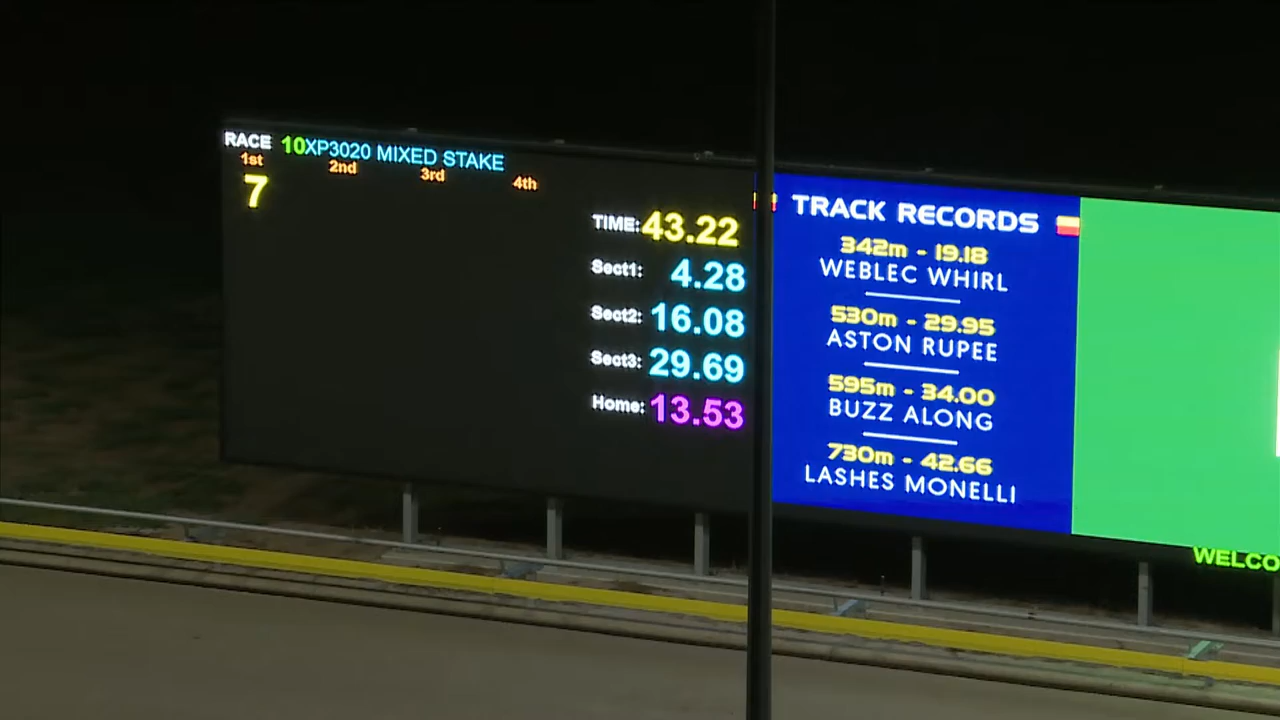 RACE 10XP3020 MIXED STAKE
1st 2nd 3rd 4th
7
TIME:43.22
Sect1: 4.28
Sect2: 16.08
Sect3: 29.69
Home: 13.53
TRACK RECORDS
342m - 19.18
WEBLEC WHIRL
530m - 29.95
ASTON RUPEE
595m - 34.00
BUZZ ALONG
730m - 42.66
LASHES MONELLI
WELCO